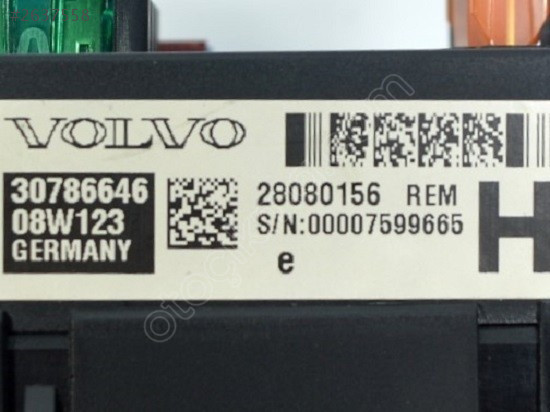 VOLVO
30786646
08W123
GERMANY
28080156 REM
S/N:00007599665
e
H